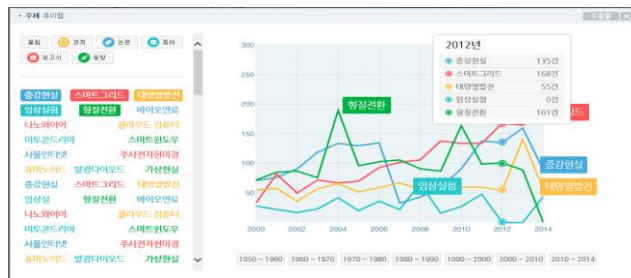 주제 추이맵
도움말
통합 과제 논문 특허
보고서 동향
증강현실 스마트그리드 태양열발전
임상실험 형질전환 바이오연료
나노와이어 클라우드 컴퓨터
미토콘드리아 스마트윈도우
사물인터넷 주사전자현미경
휴머노이드 발광다이오드 가상현실
증강현실 스마트그리드 태양열발전
임상실 형질전환 바이오연료
나노와이어 클라우드 컴퓨터
미토콘드리아 스마트윈도우
사물인터넷 주사전자현미경
휴머노이드 발광다이오드 가상현실
300
250
200
150
100
50
2000 2002 2004 2006 2008 2010 2012 2014
형질전환
임상실험
증강현실
태양열발전
2012년
증강현실 135건
스마트그리드 168건
태양열발전 55건
임상실험 0건
형질전환 101건
1950 ~ 1960 1960 ~ 1970 1970 ~ 1980 1980 ~ 1990 1990 ~ 2000 2000 ~ 2010 2010 ~ 2014